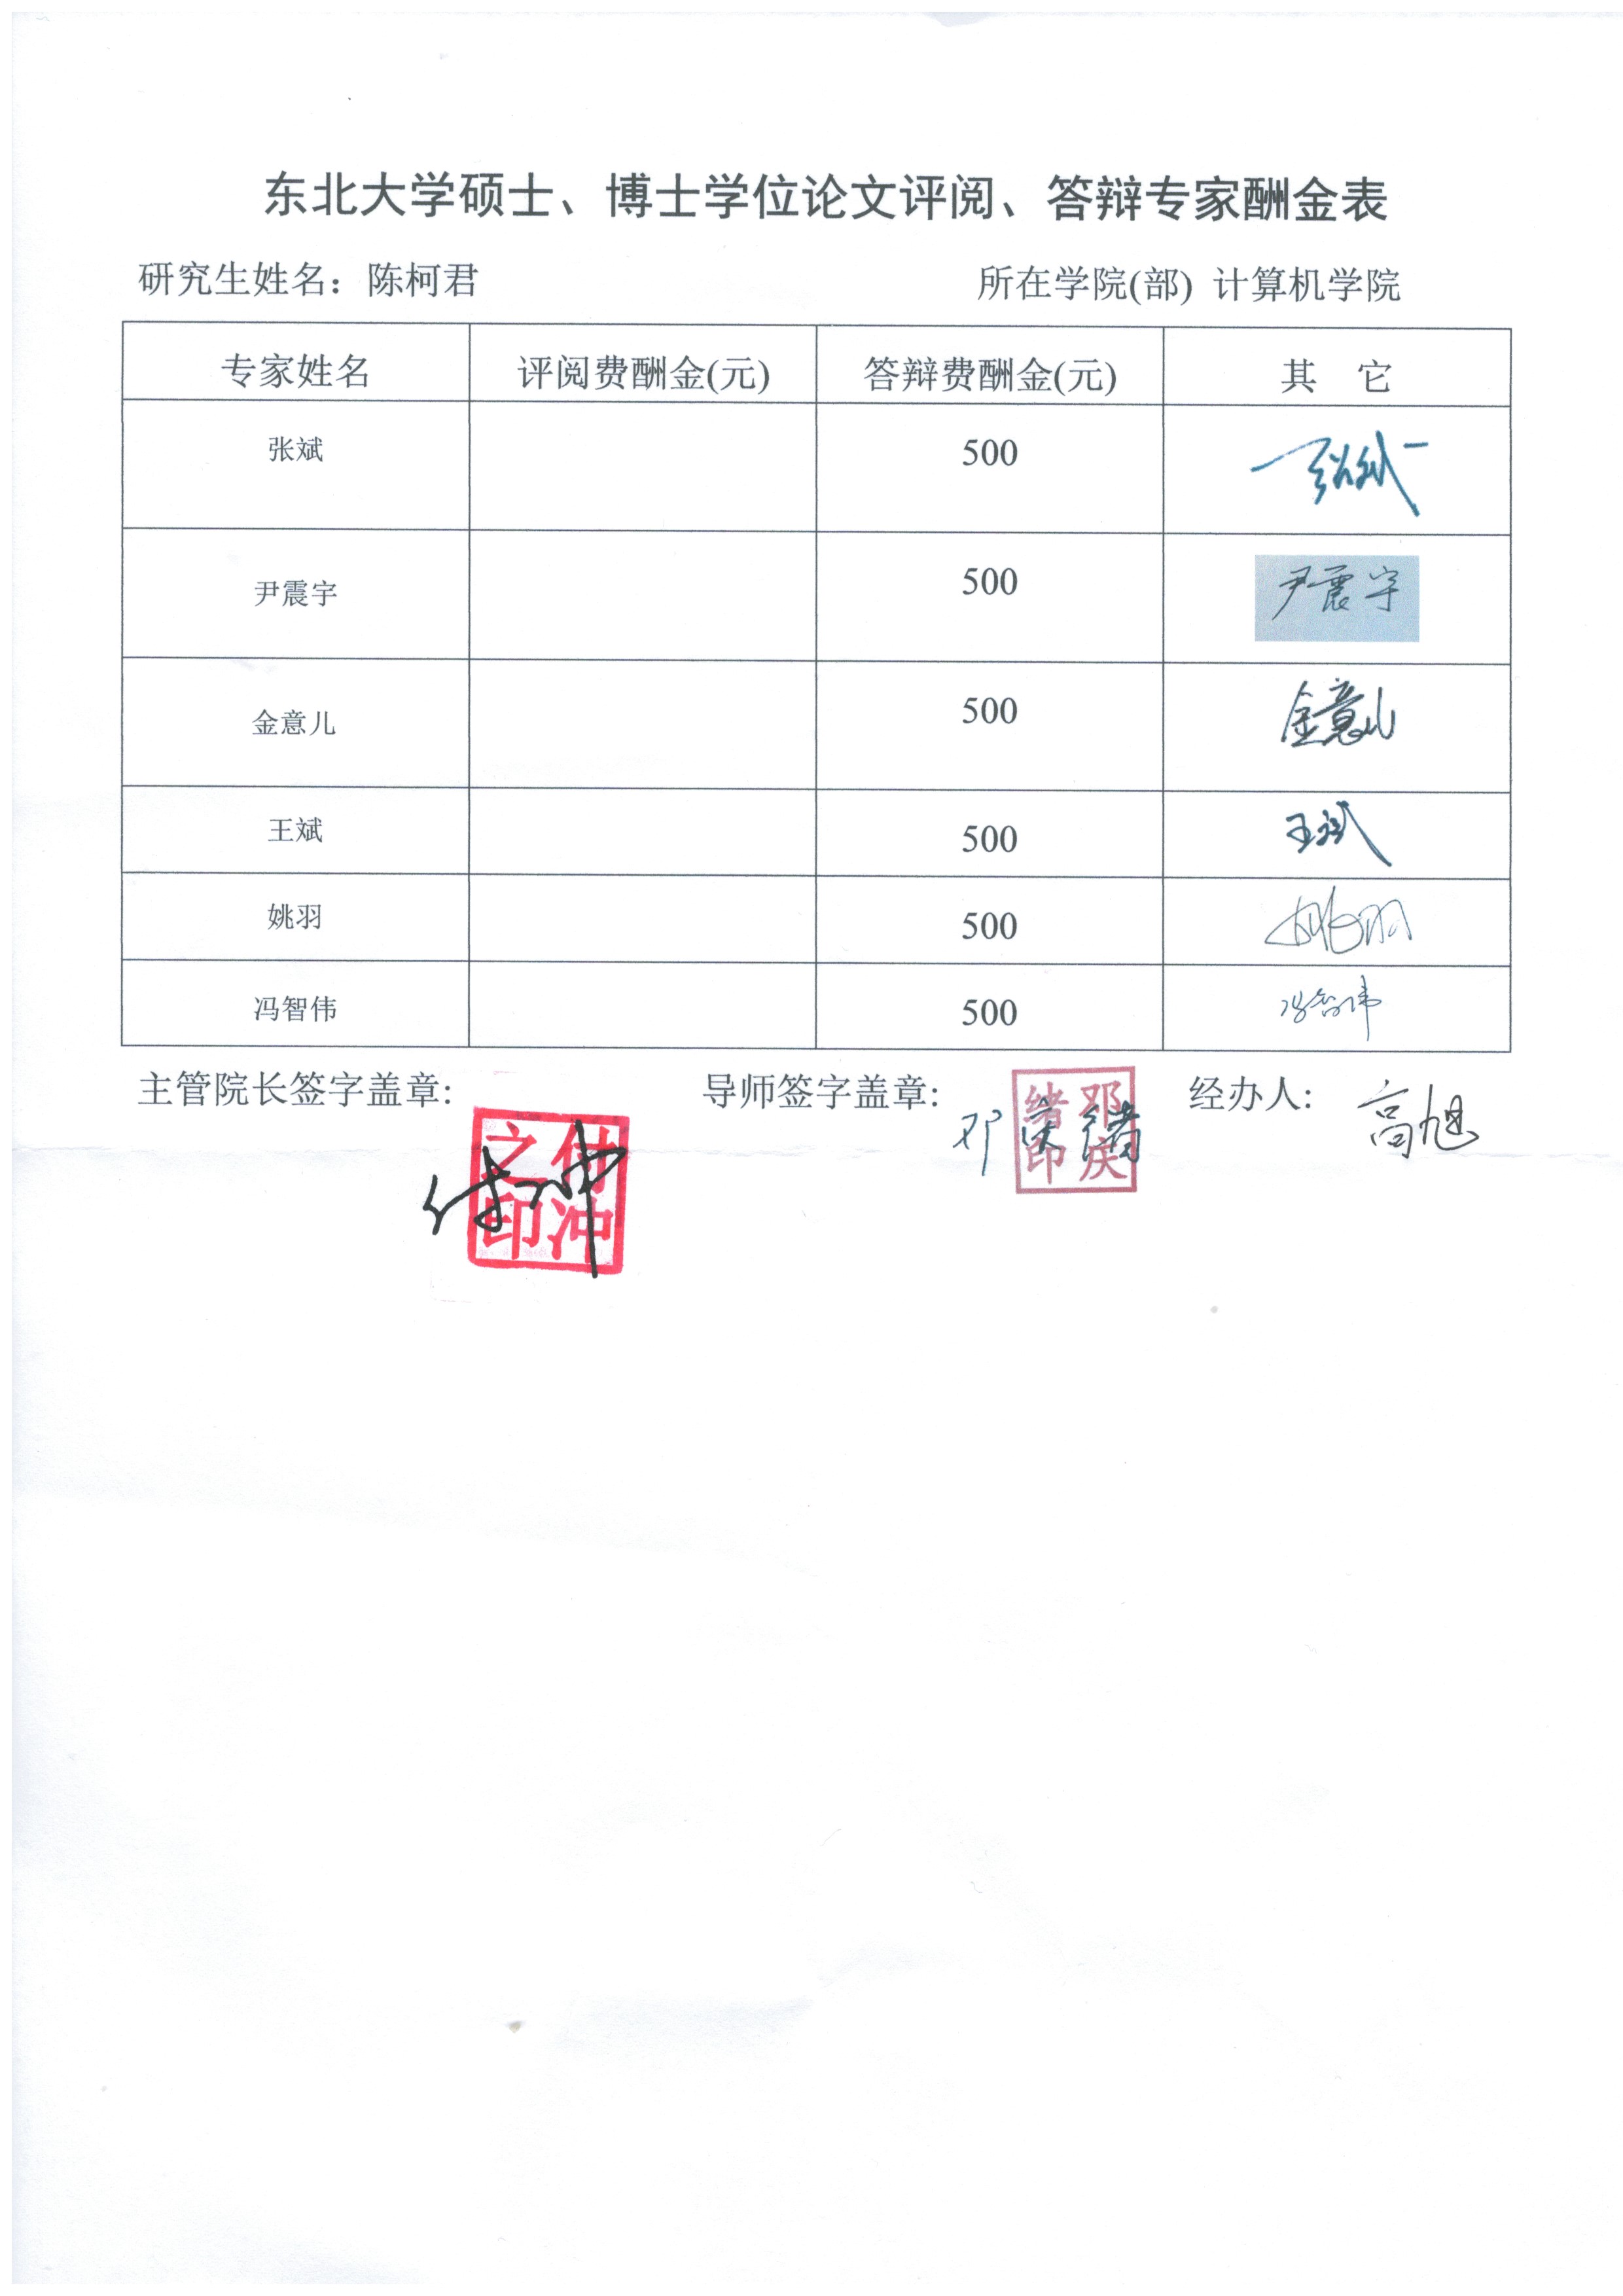 东北大学硕士、博士学位论文评阅、答辩专家酬金表
研究生姓名：陈柯君 所在学院(部) 计算机学院
专家姓名 评阅费酬金(元) 答辩费酬金(元) 其 它
张斌 500 张斌
尹震宇 500 尹震宇
金意儿 500 金意儿
王斌 500 王斌
姚羽 500 姚羽
冯智伟 500 冯智伟
主管院长签字盖章: 导师签字盖章: 经办人: 高旭
邓庆绪
邓庆绪印
付冲
付冲之印